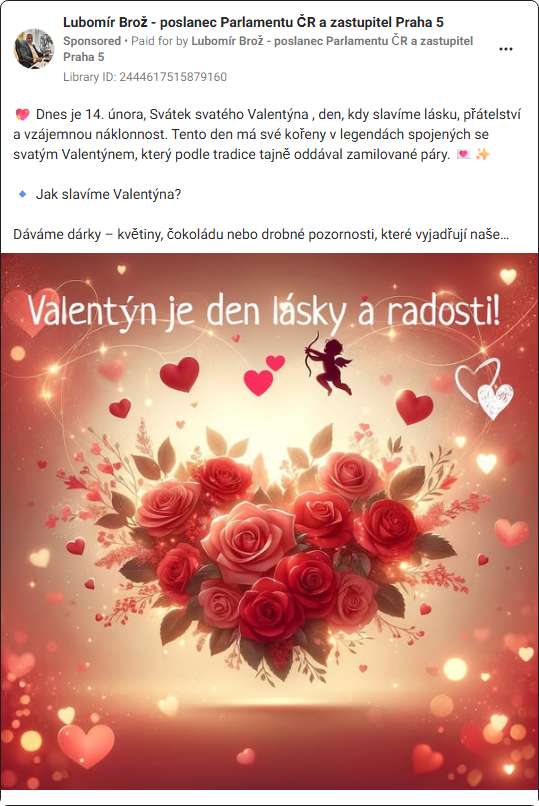 Lubomír Brož - poslanec Parlamentu ČR a zastupitel Praha 5
Sponsored • Paid for by Lubomír Brož - poslanec Parlamentu ČR a zastupitel
Praha 5
Library ID: 2444617515879160
💖 Dnes je 14. února, Svátek svatého Valentýna , den, kdy slavíme lásku, přátelství
a vzájemnou náklonnost. Tento den má své kořeny v legendách spojených se
svatým Valentýnem, který podle tradice tajně oddával zamilované páry. 💌 ✨
🔹 Jak slavíme Valentýna?
Dáváme dárky – květiny, čokoládu nebo drobné pozornosti, které vyjadřují naše...
Valentýn je den lásky a radosti!